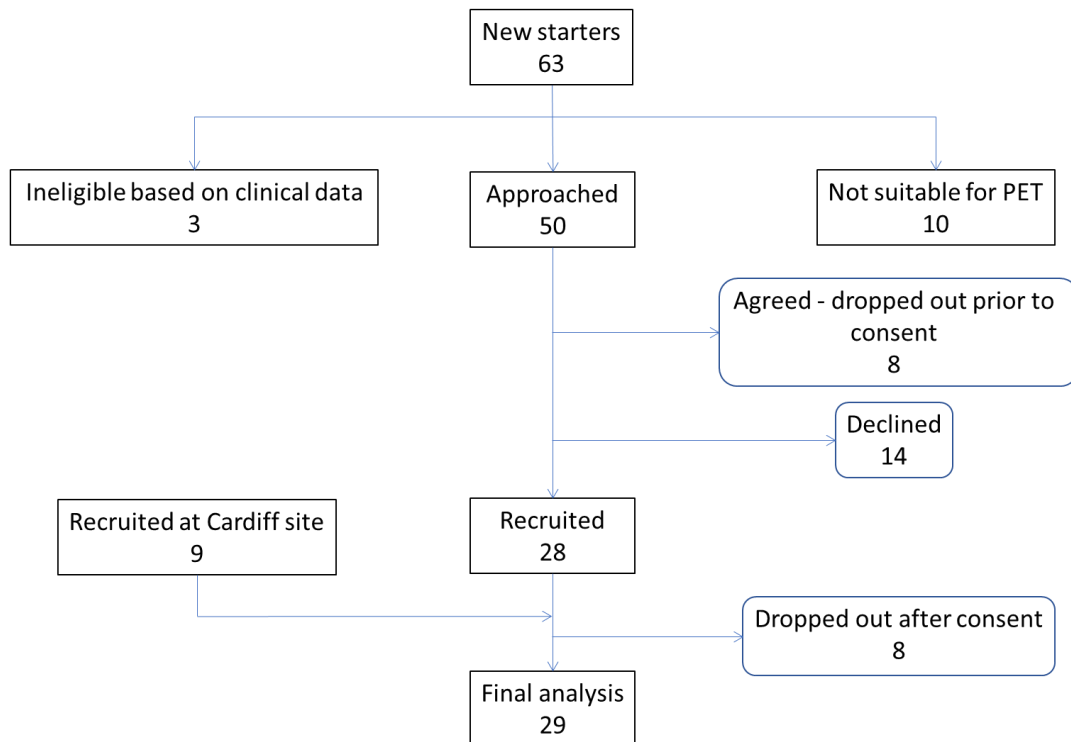 New starters
63
Ineligible based on clinical data
3
Approached
50
Not suitable for PET
10
Agreed - dropped out prior to
consent
8
Declined
14
Recruited at Cardiff site
9
Recruited
28
Dropped out after consent
8
Final analysis
29